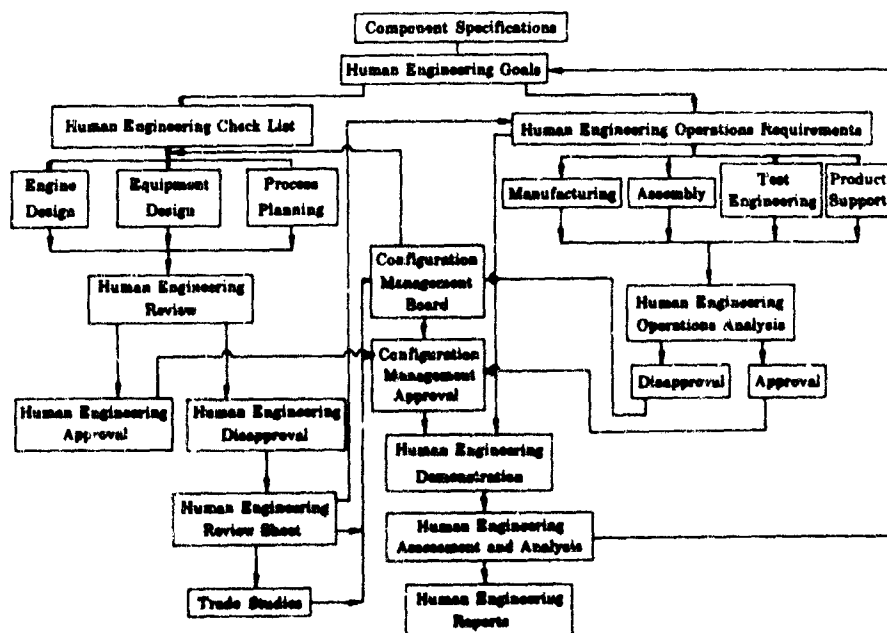 Component Specifications
Human Engineering Goals
Human Engineering Check List
Human Engineering Operations Requirements
Engine
Design
Equipment
Design
Process
Planning
Manufacturing
Assembly
Test
Engineering
Product
Support
Configuration
Management
Board
Human Engineering
Review
Human Engineering
Operations Analysis
Configuration
Management
Approval
Disapproval
Approval
Human Engineering
Approval
Human Engineering
Disapproval
Human Engineering
Demonstration
Human Engineering
Review Sheet
Human Engineering
Assessment and Analysis
Trade Studies
Human Engineering
Reports